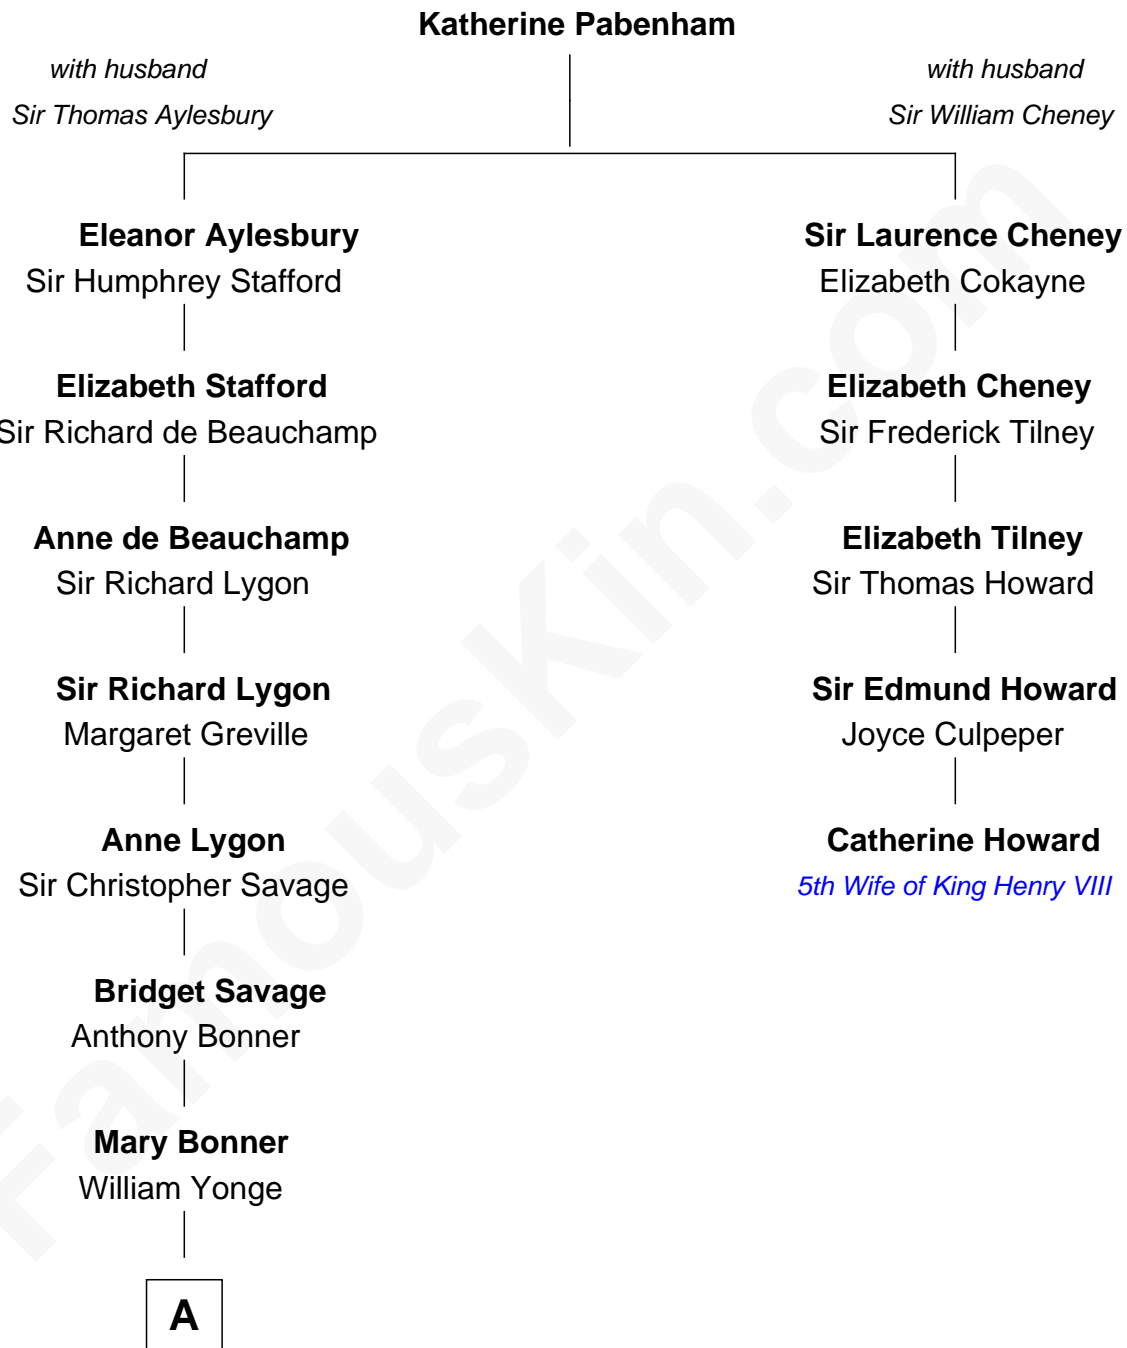 Katherine Pabenham
with husband
Sir Thomas Aylesbury
with husband
Sir William Cheney
Eleanor Aylesbury
Sir Humphrey Stafford
Elizabeth Stafford
Sir Richard de Beauchamp
Anne de Beauchamp
Sir Richard Lygon
Sir Richard Lygon
Margaret Greville
Anne Lygon
Sir Christopher Savage
Bridget Savage
Anthony Bonner
Mary Bonner
William Yonge
A
Sir Laurence Cheney
Elizabeth Cokayne
Elizabeth Cheney
Sir Frederick Tilney
Elizabeth Tilney
Sir Thomas Howard
Sir Edmund Howard
Joyce Culpeper
Catherine Howard
5th Wife of King Henry VIII
FamousKin.com